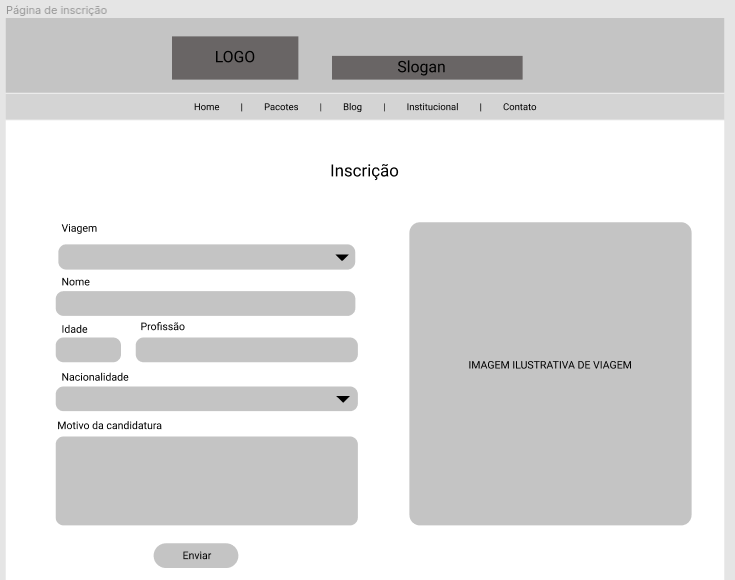 Página de inscrição
LOGO
Slogan
Home | Pacotes | Blog | Institucional | Contato
Inscrição
Viagem
Nome
Idade
Profissão
Nacionalidade
Motivo da candidatura
Enviar
IMAGEM ILUSTRATIVA DE VIAGEM